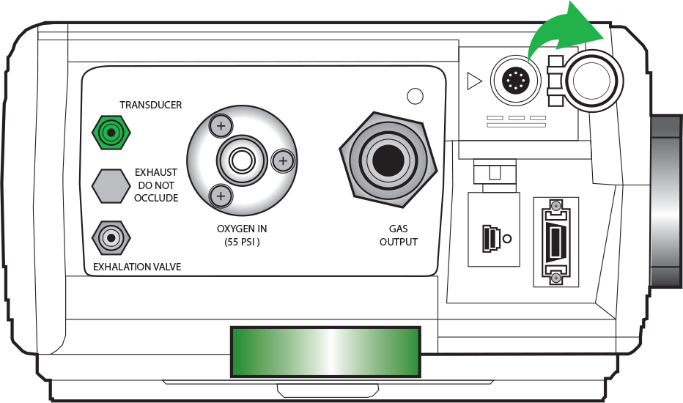 TRANSDUCER
EXHAUST
DO NOT
OCCLUDE
EXHALATION VALVE
OXYGEN IN
(55 PSI )
GAS
OUTPUT